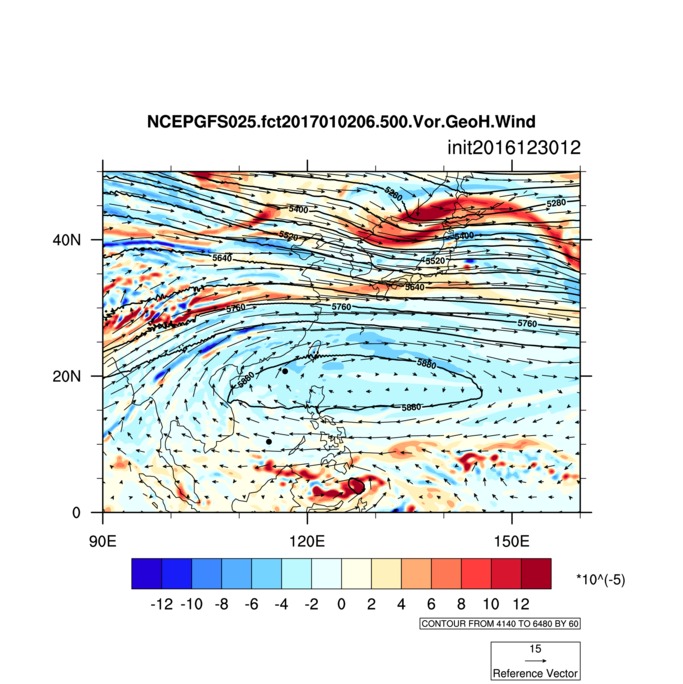 NCEPGFS025.fct2017010206.500.Vor.GeoH.Wind
init2016123012
5280
5280
5400
5400
5520
5520
5640
5640
5760
5760
5760
5880
5880
5880
40N
20N
0
90E 120E 150E
-12 -10 -8 -6 -4 -2 0 2 4 6 8 10 12
*10^(-5)
CONTOUR FROM 4140 TO 6480 BY 60
15
Reference Vector